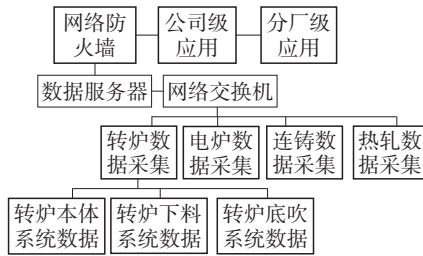 网络防
火墙
公司级
应用
分厂级
应用
数据服务器
网络交换机
转炉数
据采集
电炉数
据采集
连铸数
据采集
热轧数
据采集
转炉本体
系统数据
转炉下料
系统数据
转炉底吹
系统数据